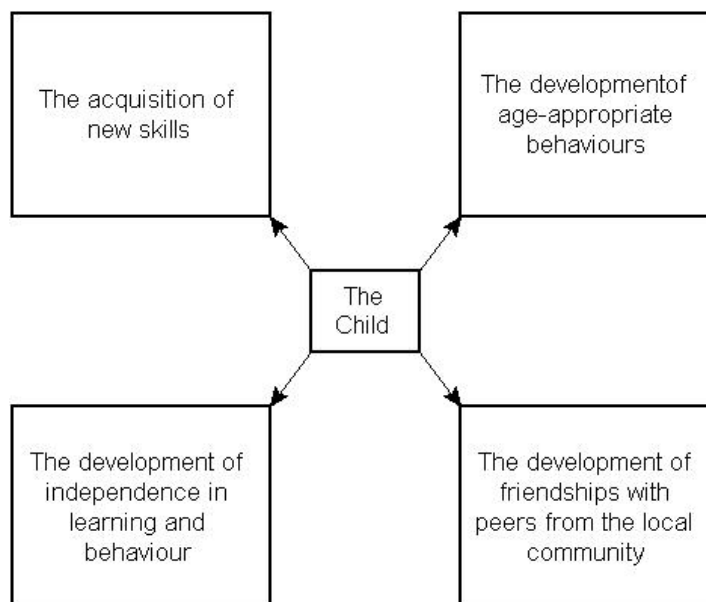 The acquisition of
new skills
The developmentof
age-appropriate
behaviours
The
Child
The development of
independence in
learning and
behaviour
The development of
friendships with
peers from the local
community